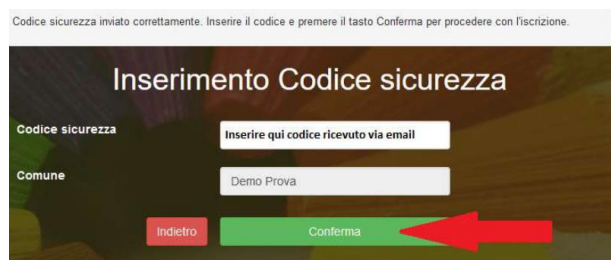 Codice sicurezza inviato correttamente. Inserire il codice e premere il tasto Conferma per procedere con l'iscrizione.
Inserimento Codice sicurezza
Codice sicurezza
Inserire qui codice ricevuto via email
Comune
Demo Prova
Indietro
Conferma